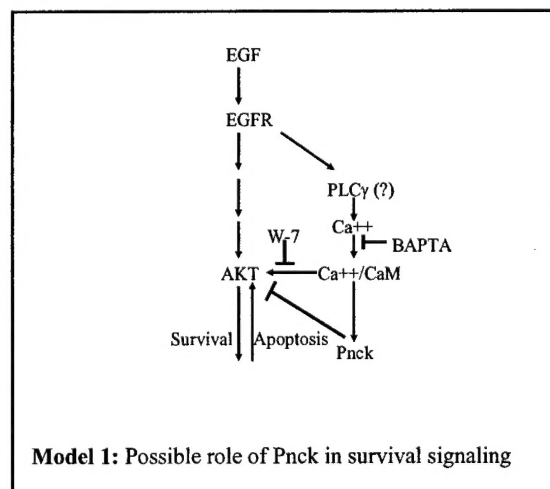 EGF
EGFR
PLCγ (?)
Ca++
W-7
BAPTA
AKT
Ca++/CaM
Survival
Apoptosis
Pnck
Model 1: Possible role of Pnck in survival signaling